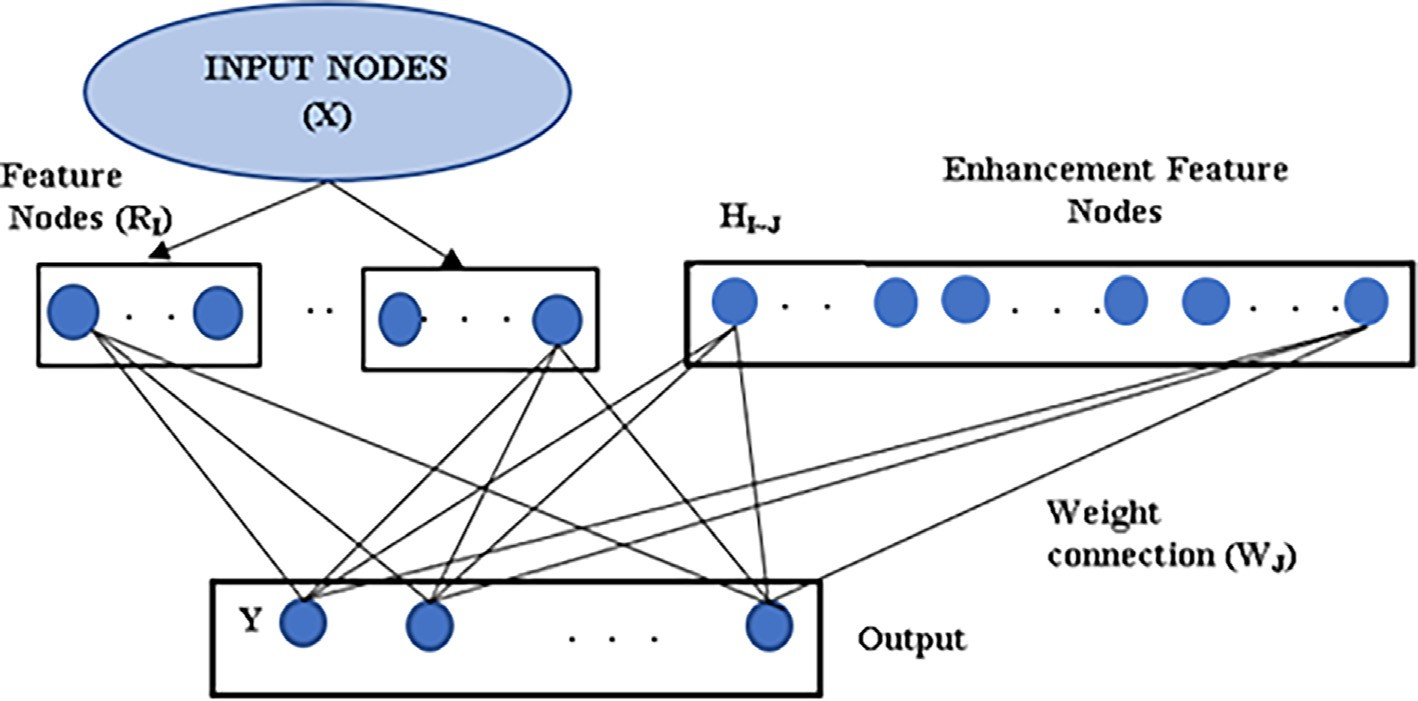 INPUT NODES
(X)
Feature
Nodes (RI)
HI~J
Enhancement Feature
Nodes
Weight
connection (WJ)
Y
Output